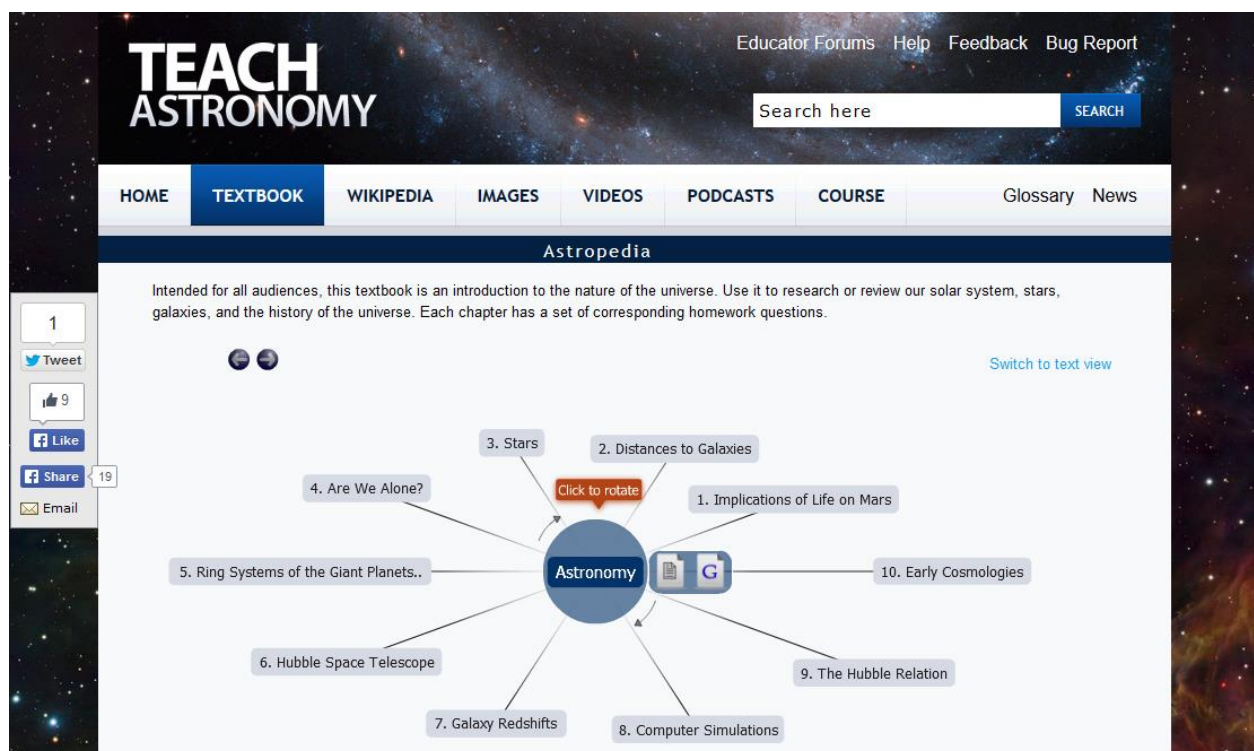 TEACH
ASTRONOMY
Educator Forums Help Feedback Bug Report
Search here SEARCH
HOME TEXTBOOK WIKIPEDIA IMAGES VIDEOS PODCASTS COURSE Glossary News
Astropedia
Intended for all audiences, this textbook is an introduction to the nature of the universe. Use it to research or review our solar system, stars,
galaxies, and the history of the universe. Each chapter has a set of corresponding homework questions.
1
Tweet
9
Like
Share 19
Email
Switch to text view
3. Stars
2. Distances to Galaxies
4. Are We Alone?
Click to rotate
1. Implications of Life on Mars
5. Ring Systems of the Giant Planets..
Astronomy
G
10. Early Cosmologies
6. Hubble Space Telescope
9. The Hubble Relation
7. Galaxy Redshifts
8. Computer Simulations